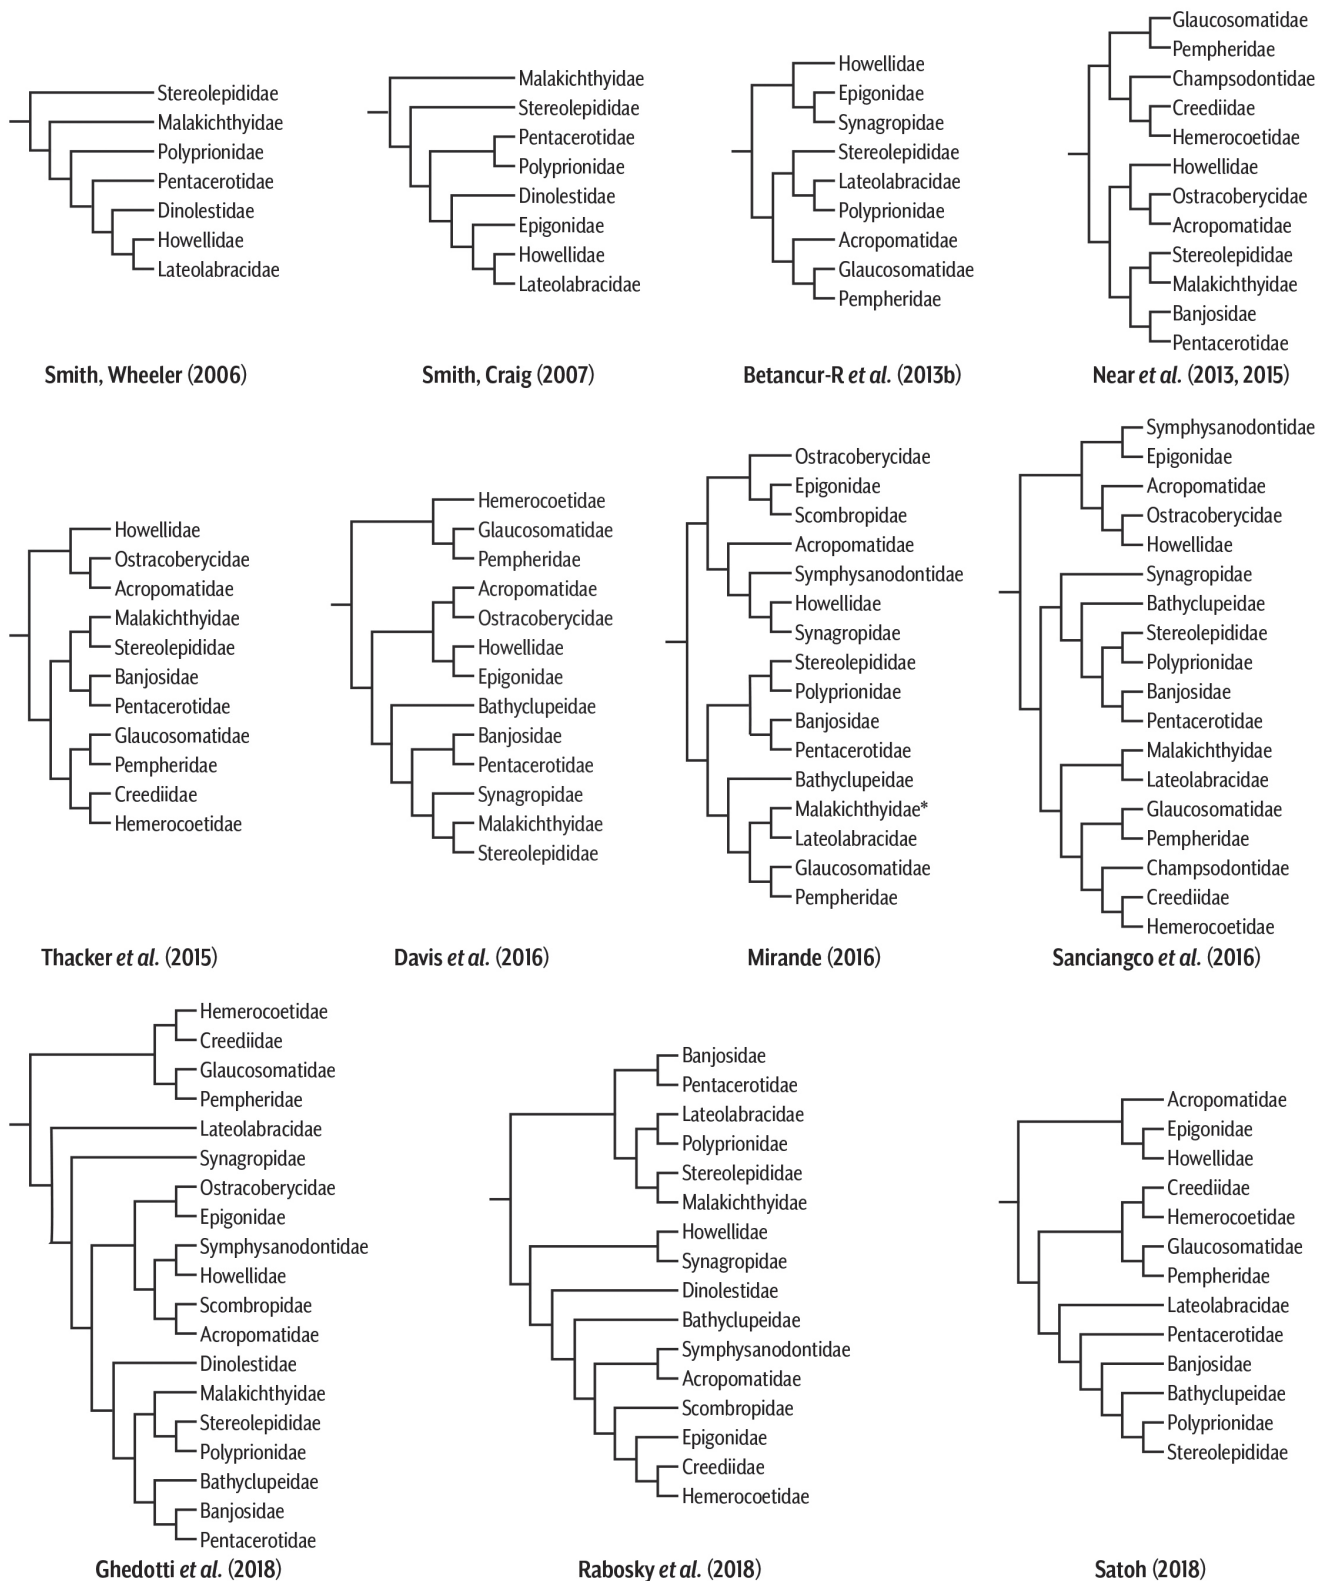 Stereolepididae
Malakichthyidae
Polyprionidae
Pentacerotidae
Dinolestidae
Howellidae
Lateolabracidae
Smith, Wheeler (2006)
Malakichthyidae
Stereolepididae
Pentacerotidae
Polyprionidae
Dinolestidae
Epigonidae
Howellidae
Lateolabracidae
Smith, Craig (2007)
Howellidae
Epigonidae
Synagropidae
Stereolepididae
Lateolabracidae
Polyprionidae
Acropomatidae
Glaucosomatidae
Pempheridae
Betancur-R et al. (2013b)
Glaucosomatidae
Pempheridae
Champsodontidae
Creediidae
Hemerocoetidae
Howellidae
Ostracoberycidae
Acropomatidae
Stereolepididae
Malakichthyidae
Banjosidae
Pentacerotidae
Near et al. (2013, 2015)
Howellidae
Ostracoberycidae
Acropomatidae
Malakichthyidae
Stereolepididae
Banjosidae
Pentacerotidae
Glaucosomatidae
Pempheridae
Creediidae
Hemerocoetidae
Thacker et al. (2015)
Hemerocoetidae
Glaucosomatidae
Pempheridae
Acropomatidae
Ostracoberycidae
Howellidae
Epigonidae
Bathyclupeidae
Banjosidae
Pentacerotidae
Synagropidae
Malakichthyidae
Stereolepididae
Davis et al. (2016)
Ostracoberycidae
Epigonidae
Scombropidae
Acropomatidae
Symphysanodontidae
Howellidae
Synagropidae
Stereolepididae
Polyprionidae
Banjosidae
Pentacerotidae
Bathyclupeidae
Malakichthyidae*
Lateolabracidae
Glaucosomatidae
Pempheridae
Mirande (2016)
Symphysanodontidae
Epigonidae
Acropomatidae
Ostracoberycidae
Howellidae
Synagropidae
Bathyclupeidae
Stereolepididae
Polyprionidae
Banjosidae
Pentacerotidae
Malakichthyidae
Lateolabracidae
Glaucosomatidae
Pempheridae
Champsodontidae
Creediidae
Hemerocoetidae
Sanciangco et al. (2016)
Hemerocoetidae
Creediidae
Glaucosomatidae
Pempheridae
Lateolabracidae
Synagropidae
Ostracoberycidae
Epigonidae
Symphysanodontidae
Howellidae
Scombropidae
Acropomatidae
Dinolestidae
Malakichthyidae
Stereolepididae
Polyprionidae
Bathyclupeidae
Banjosidae
Pentacerotidae
Ghedotti et al. (2018)
Banjosidae
Pentacerotidae
Lateolabracidae
Polyprionidae
Stereolepididae
Malakichthyidae
Howellidae
Synagropidae
Dinolestidae
Bathyclupeidae
Symphysanodontidae
Acropomatidae
Scombropidae
Epigonidae
Creediidae
Hemerocoetidae
Rabosky et al. (2018)
Acropomatidae
Epigonidae
Howellidae
Creediidae
Hemerocoetidae
Glaucosomatidae
Pempheridae
Lateolabracidae
Pentacerotidae
Banjosidae
Bathyclupeidae
Polyprionidae
Stereolepididae
Satoh (2018)